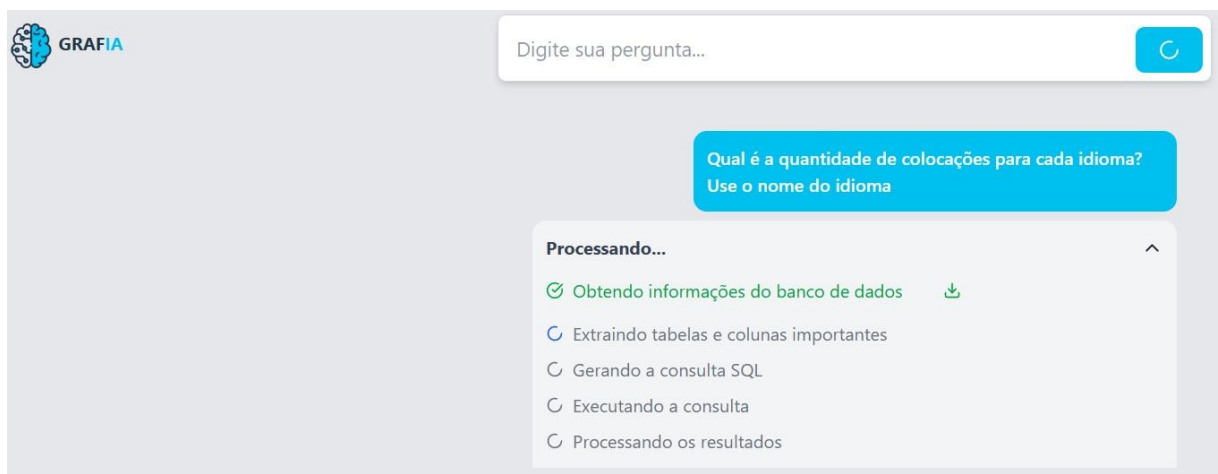 GRAFIA
Digite sua pergunta...
Qual é a quantidade de colocações para cada idioma?
Use o nome do idioma
Processando...
Obtendo informações do banco de dados
Extraindo tabelas e colunas importantes
Gerando a consulta SQL
Executando a consulta
Processando os resultados